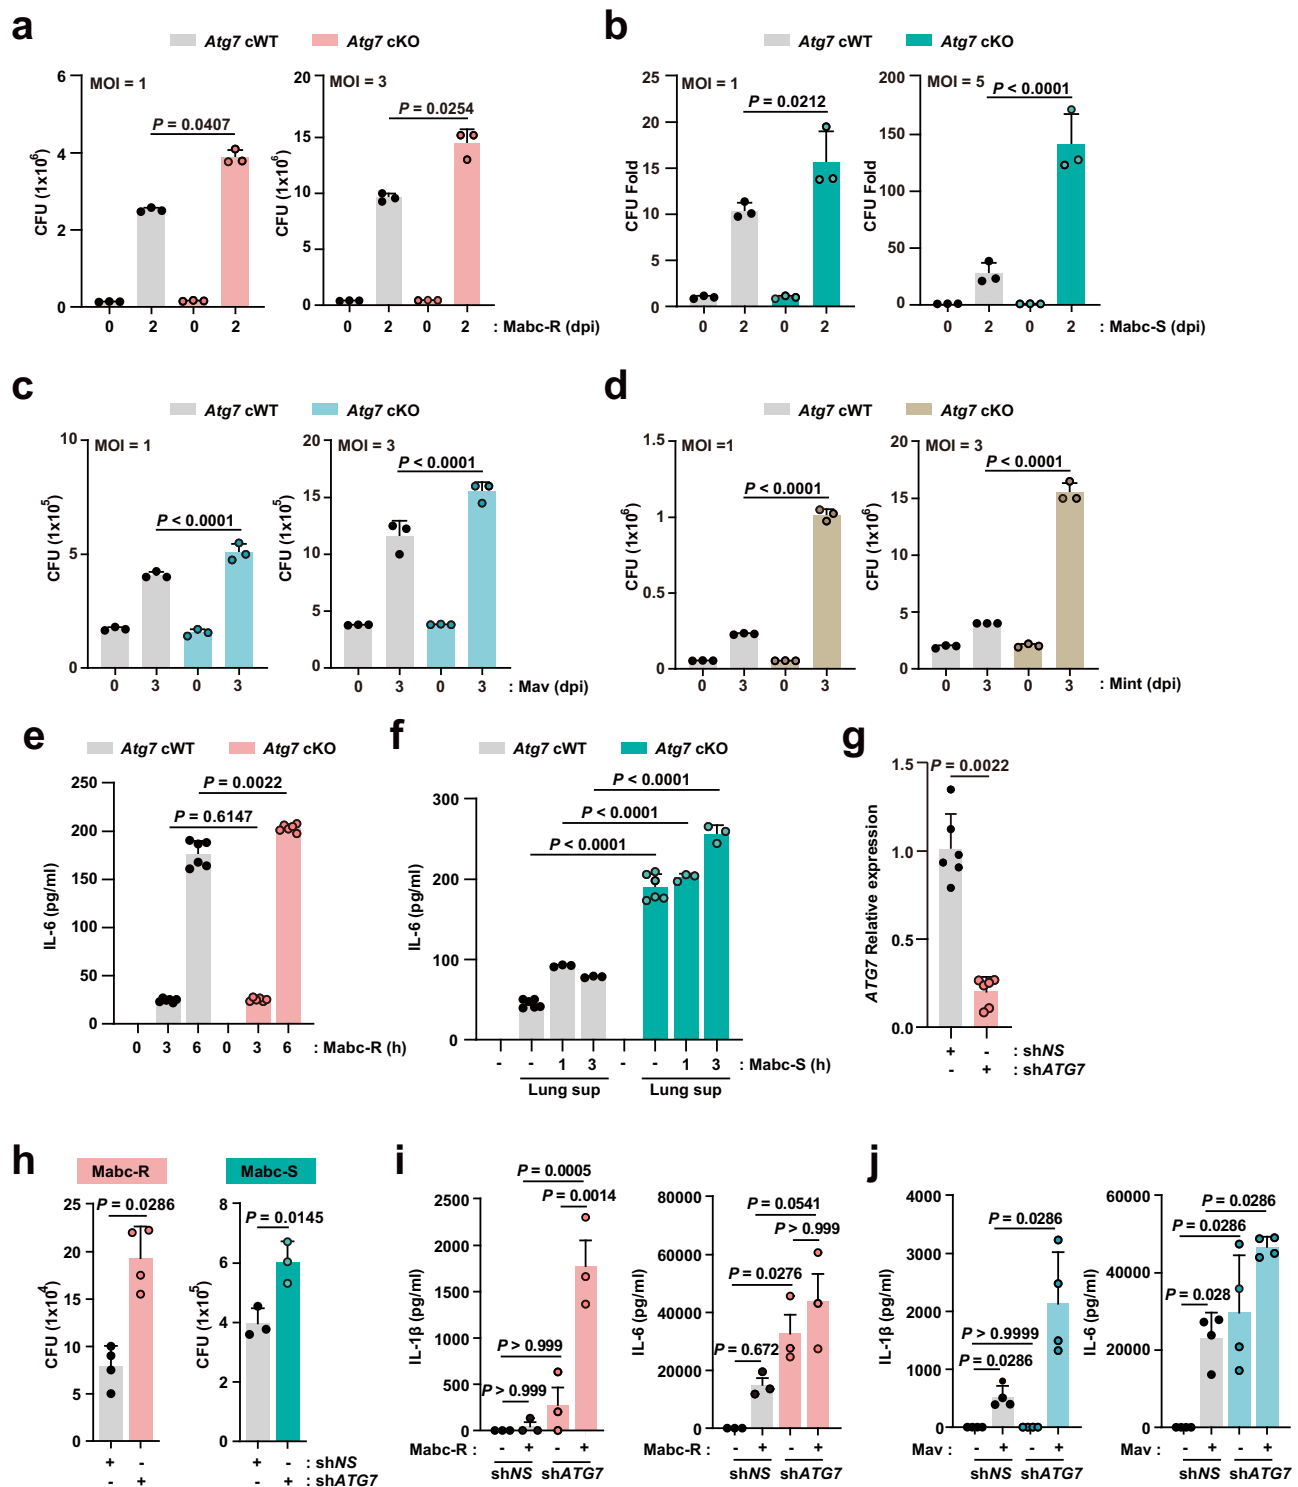 a
Atg7 cWT Atg7 cKO
MOI = 1
P = 0.0407
CFU (1x10⁶)
6
4
2
0
0 2 0 2
MOI = 3
P = 0.0254
CFU (1x10⁶)
20
15
10
5
0
0 2 0 2 : Mabc-R (dpi)
b
Atg7 cWT Atg7 cKO
MOI = 1
P = 0.0212
CFU Fold
25
20
15
10
5
0
0 2 0 2
MOI = 5
P < 0.0001
CFU Fold
200
150
100
50
0
0 2 0 2 : Mabc-S (dpi)
c
Atg7 cWT Atg7 cKO
MOI = 1
P < 0.0001
CFU (1x10⁵)
10
5
0
0 3 0 3
MOI = 3
P < 0.0001
CFU (1x10⁵)
20
15
10
5
0
0 3 0 3 : Mav (dpi)
d
Atg7 cWT Atg7 cKO
MOI =1
P < 0.0001
CFU (1x10⁶)
1.5
1
0.5
0
0 3 0 3
MOI = 3
P < 0.0001
CFU (1x10⁶)
20
15
10
5
0
0 3 0 3 : Mint (dpi)
e
Atg7 cWT Atg7 cKO
P = 0.0022
P = 0.6147
IL-6 (pg/ml)
250
200
150
100
50
0
0 3 6 0 3 6 : Mabc-R (h)
f
Atg7 cWT Atg7 cKO
P < 0.0001
P < 0.0001
P < 0.0001
IL-6 (pg/ml)
300
200
100
0
- - 1 3 - - 1 3 : Mabc-S (h)
Lung sup Lung sup
g
P = 0.0022
ATG7 Relative expression
1.5
1.0
0.5
0.0
+ - : shNS
- + : shATG7
h
Mabc-R
P = 0.0286
CFU (1x10⁴)
25
20
15
10
5
0
+ -
- +
Mabc-S
P = 0.0145
CFU (1x10⁵)
8
6
4
2
0
+ - : shNS
- + : shATG7
i
P = 0.0005
P = 0.0014
P > 0.999
P > 0.999
IL-1β (pg/ml)
2500
2000
1500
1000
500
0
Mabc-R : - + - +
shNS shATG7
P = 0.0541
P > 0.999
P = 0.0276
P = 0.672
IL-6 (pg/ml)
80000
60000
40000
20000
0
Mabc-R : - + - +
shNS shATG7
j
P = 0.0286
P > 0.9999
P = 0.0286
IL-1β (pg/ml)
4000
3000
2000
1000
0
Mav : - + - +
shNS shATG7
P = 0.0286
P = 0.0286
P = 0.028
IL-6 (pg/ml)
60000
40000
20000
0
Mav : - + - +
shNS shATG7